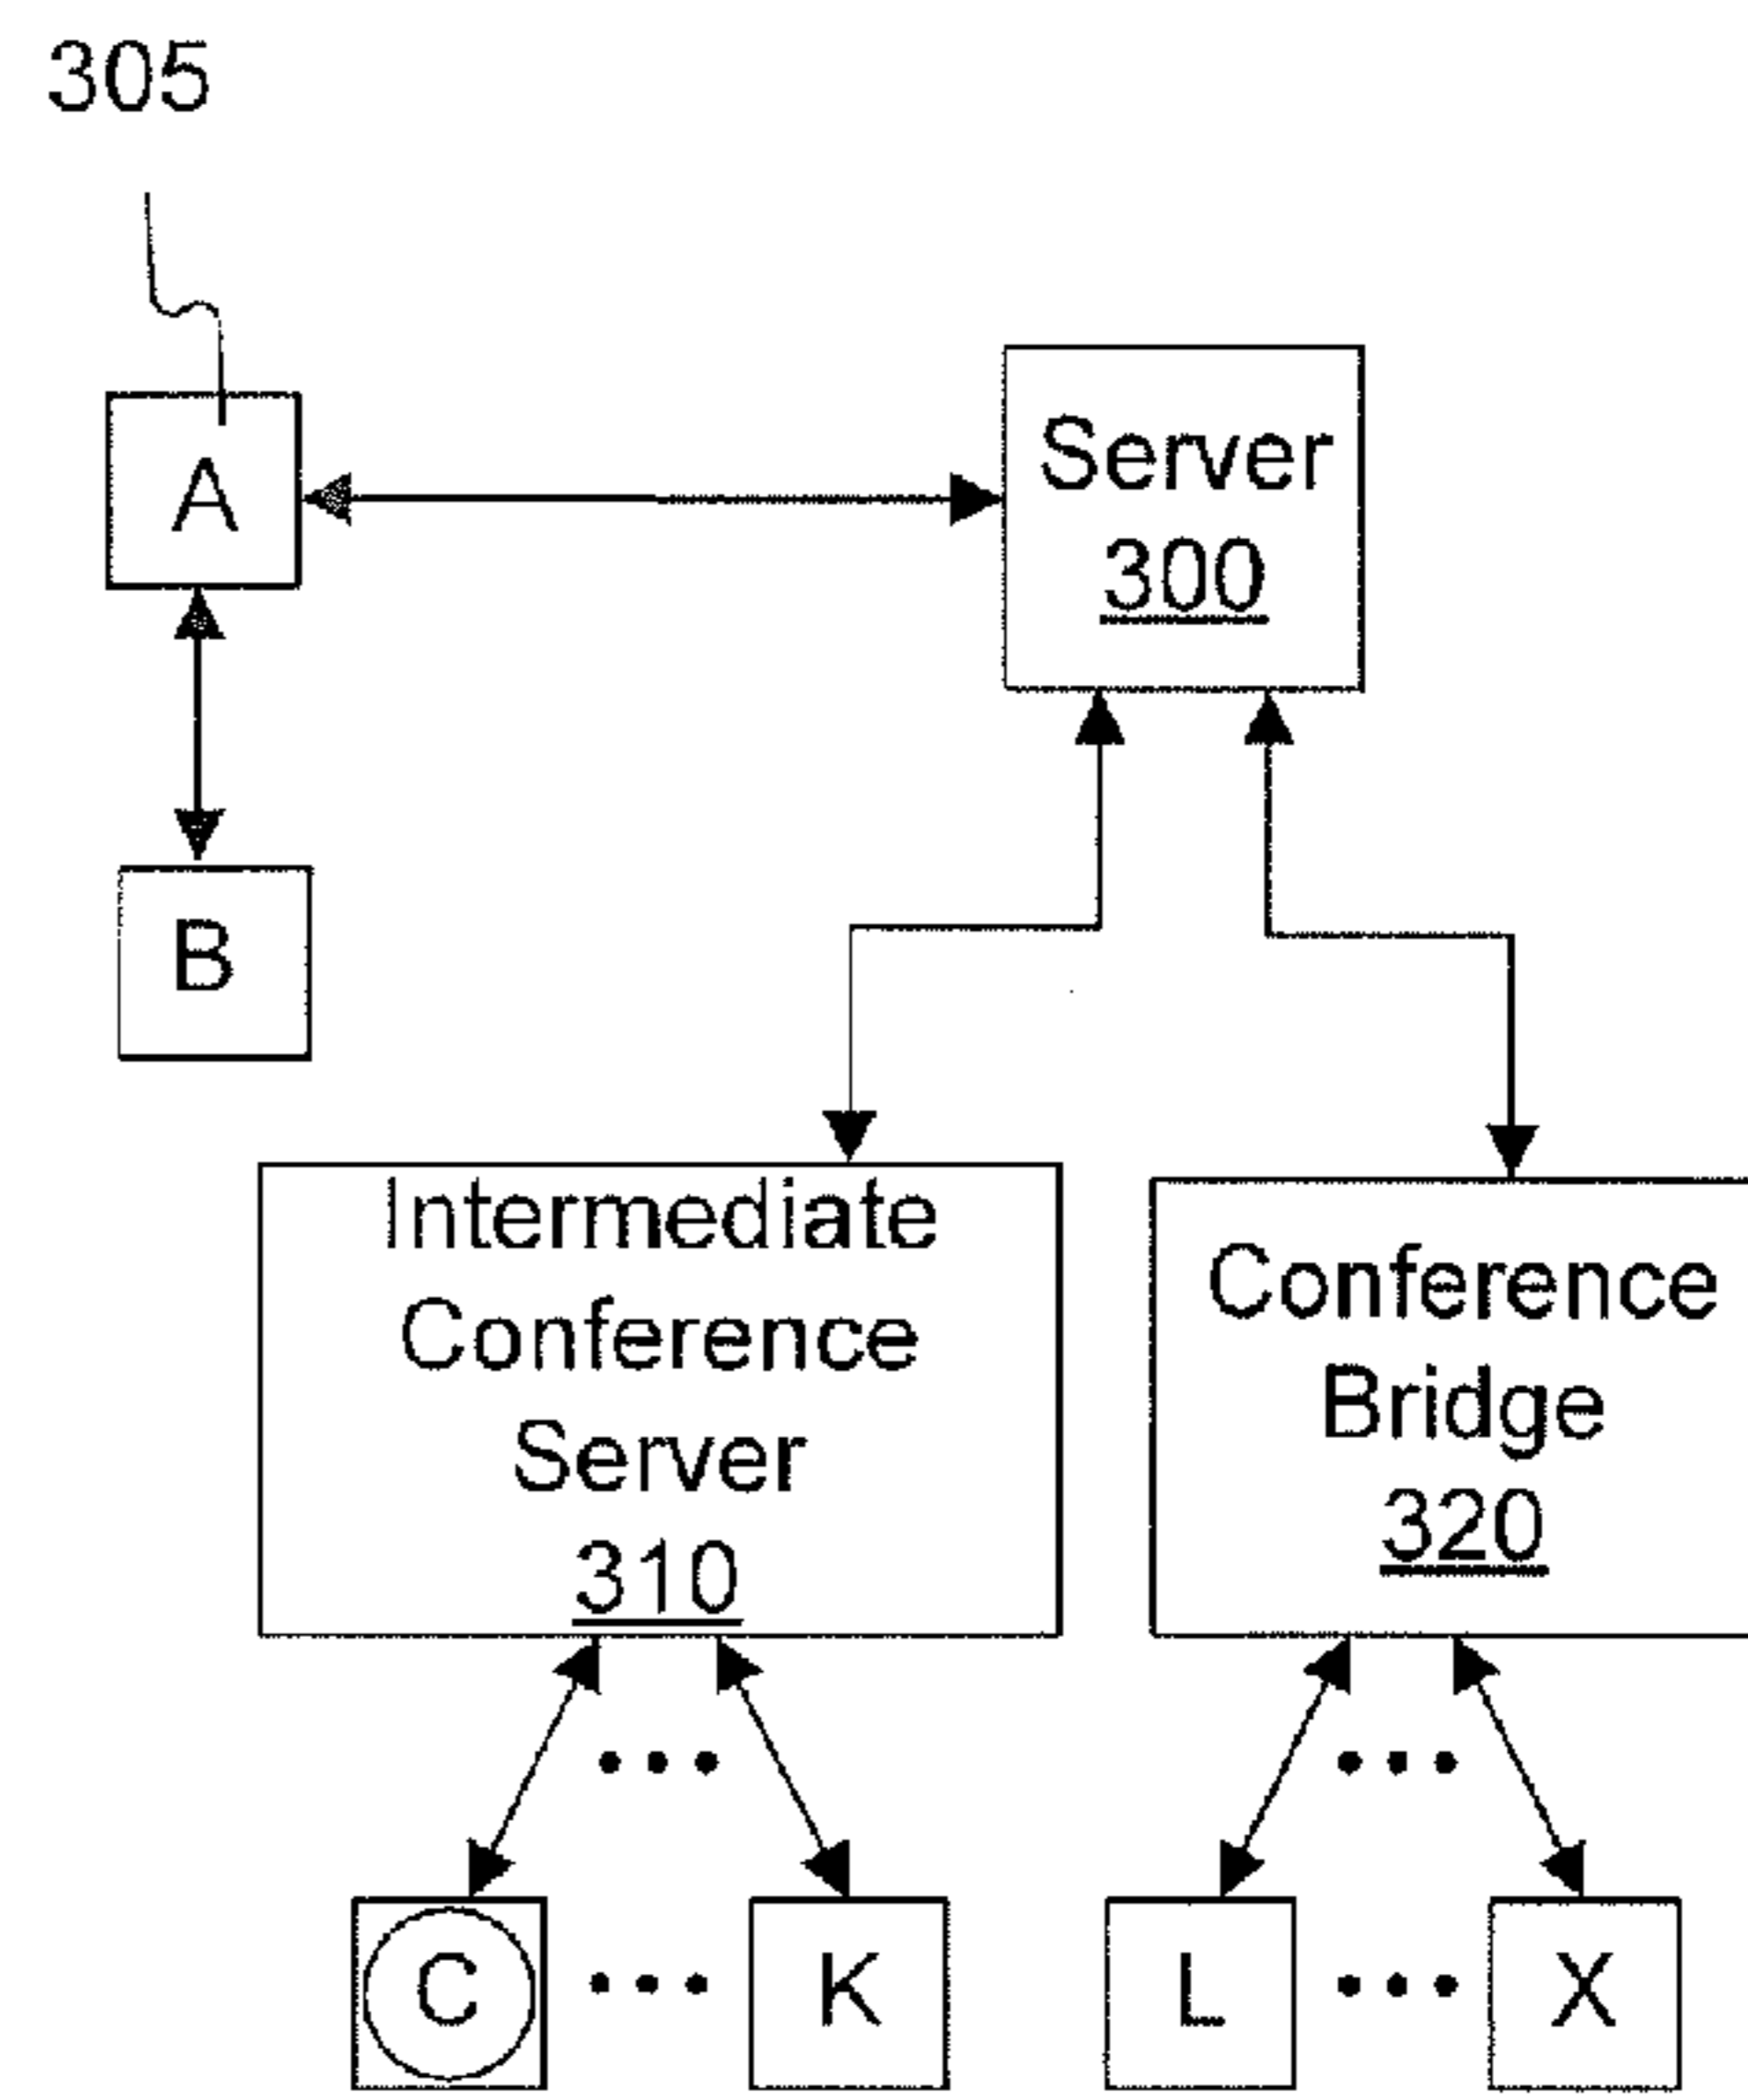 305
A
Server
300
B
Intermediate
Conference
Server
310
Conference
Bridge
320
C ... K
L ... X